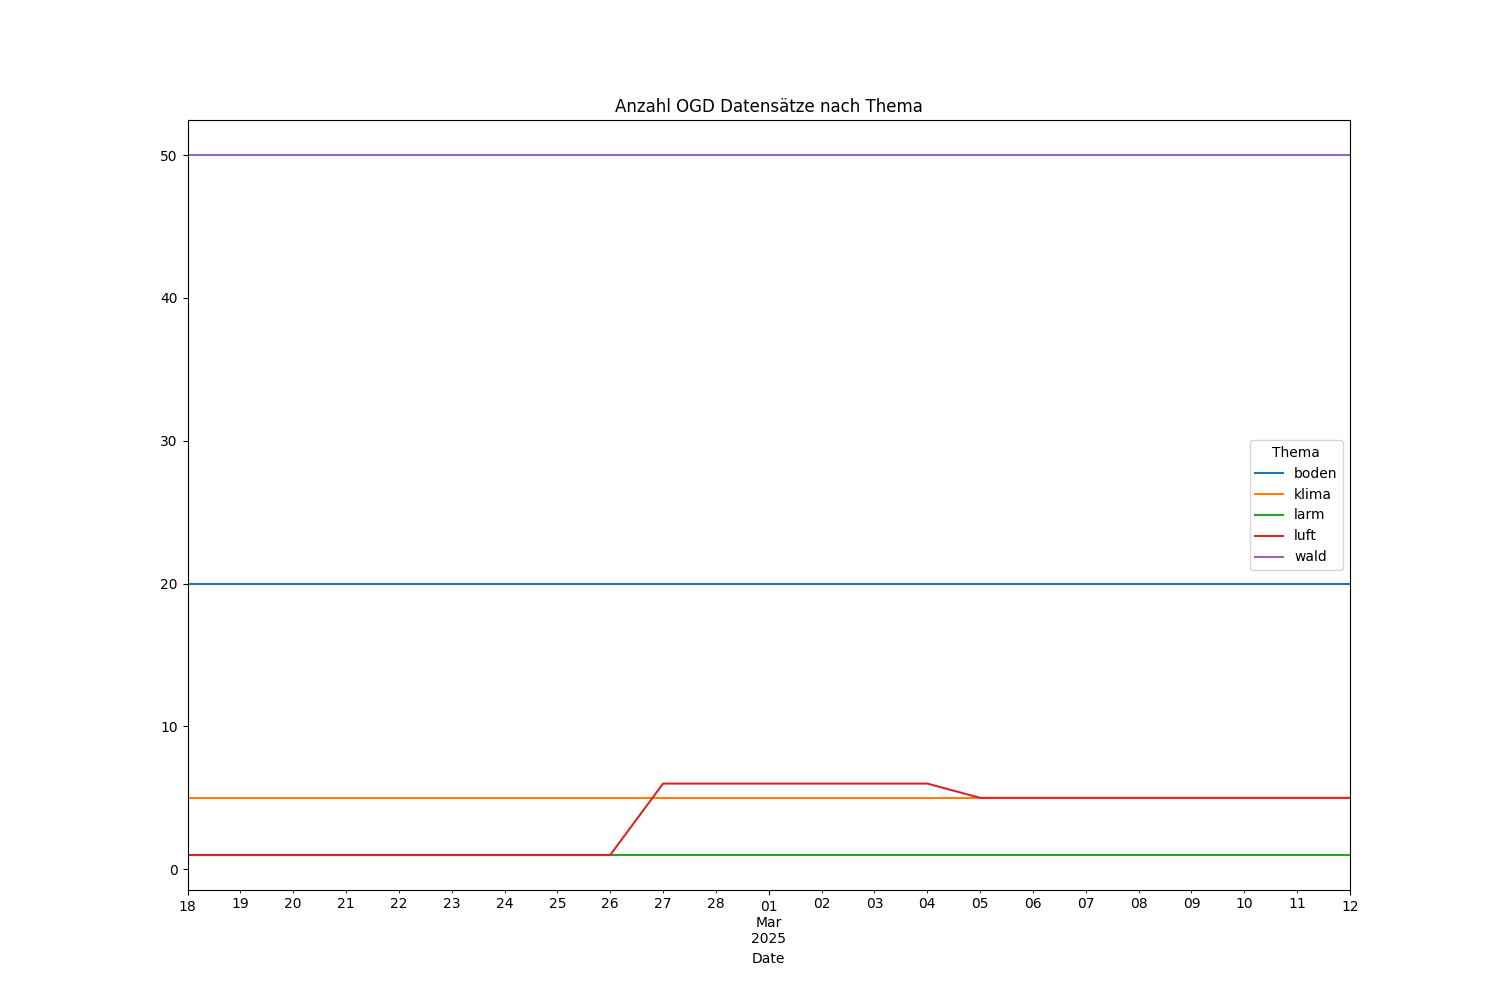 Anzahl OGD Datensätze nach Thema
50
40
30
20
10
0
Thema
boden
klima
larm
luft
wald
18 19 20 21 22 23 24 25 26 27 28 01 02 03 04 05 06 07 08 09 10 11 12
Mar
2025
Date